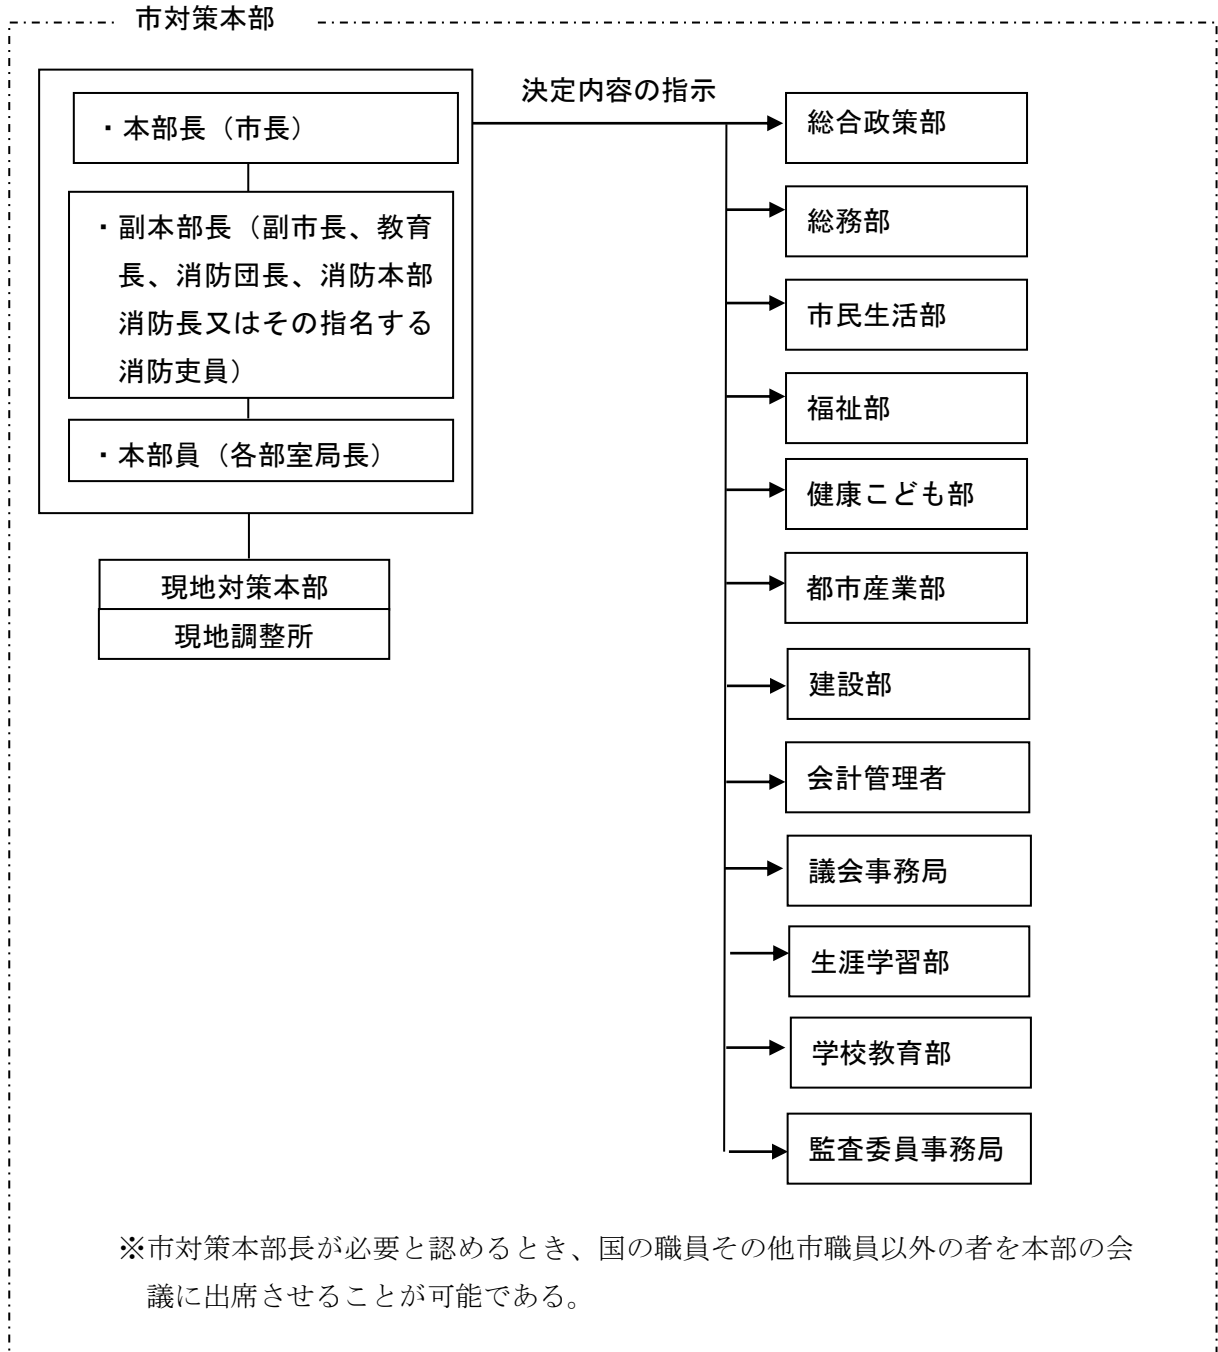 市対策本部
決定内容の指示
・本部長（市長）
・副本部長（副市長、教育
長、消防団長、消防本部
消防長又はその指名する
消防吏員）
・本部員（各部室局長）
現地対策本部
現地調整所
総合政策部
総務部
市民生活部
福祉部
健康こども部
都市産業部
建設部
会計管理者
議会事務局
生涯学習部
学校教育部
監査委員事務局
※市対策本部長が必要と認めるとき、国の職員その他市職員以外の者を本部の会
議に出席させることが可能である。